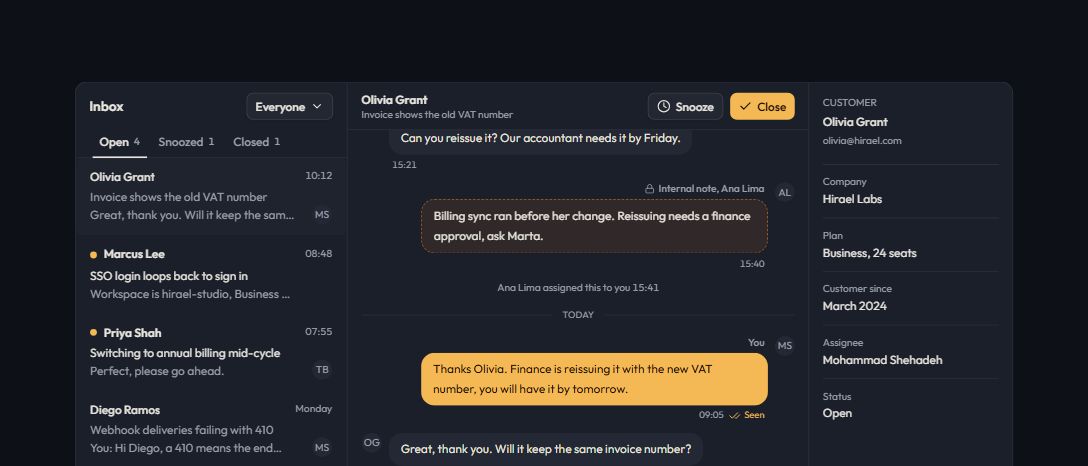 Inbox
Everyone
Open 4
Snoozed 1
Closed 1
Olivia Grant
10:12
Invoice shows the old VAT number
Great, thank you. Will it keep the sam...
MS
Marcus Lee
08:48
SSO login loops back to sign in
Workspace is hirael-studio, Business ...
Priya Shah
07:55
Switching to annual billing mid-cycle
Perfect, please go ahead.
TB
Diego Ramos
Monday
Webhook deliveries failing with 410
You: Hi Diego, a 410 means the end...
MS
Olivia Grant
Invoice shows the old VAT number
Snooze
Close
Can you reissue it? Our accountant needs it by Friday.
15:21
Internal note, Ana Lima
AL
Billing sync ran before her change. Reissuing needs a finance
approval, ask Marta.
15:40
Ana Lima assigned this to you 15:41
TODAY
You
MS
Thanks Olivia. Finance is reissuing it with the new VAT
number, you will have it by tomorrow.
09:05 Seen
OG
Great, thank you. Will it keep the same invoice number?
CUSTOMER
Olivia Grant
olivia@hirael.com
Company
Hirael Labs
Plan
Business, 24 seats
Customer since
March 2024
Assignee
Mohammad Shehadeh
Status
Open